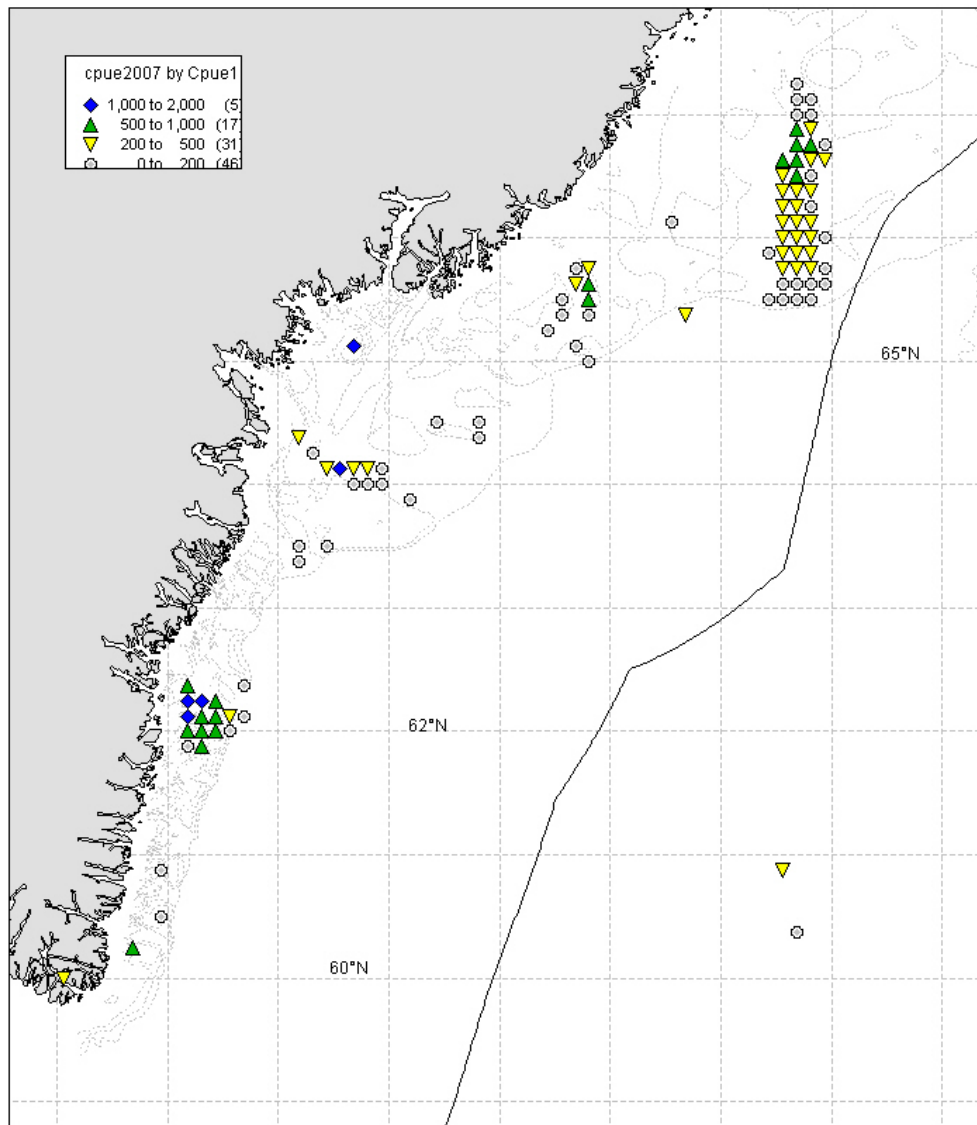 cpue2007 by Cpue1
1,000 to 2,000 (5)
500 to 1,000 (17)
200 to 500 (31)
0 to 200 (46)
65°N
62°N
60°N